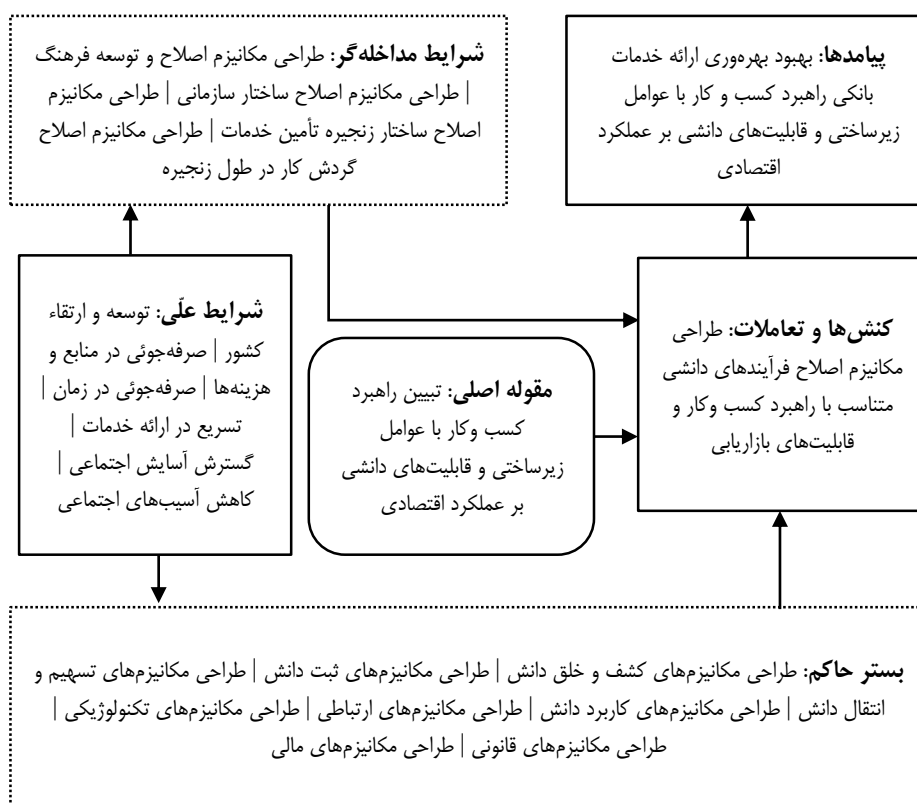 شرایط مداخله‌گر: طراحی مکانیزم اصلاح و توسعه فرهنگ
| طراحی مکانیزم اصلاح ساختار سازمانی | طراحی مکانیزم
اصلاح ساختار زنجیره تأمین خدمات | طراحی مکانیزم اصلاح
گردش کار در طول زنجیره
پیامدها: بهبود بهره‌وری ارائه خدمات
بانکی راهبرد کسب و کار با عوامل
زیرساختی و قابلیت‌های دانشی بر عملکرد
اقتصادی
شرایط علّی: توسعه و ارتقاء
کشور | صرفه‌جوئی در منابع و
هزینه‌ها | صرفه‌جوئی در زمان |
تسریع در ارائه خدمات |
گسترش آسایش اجتماعی |
کاهش آسیب‌های اجتماعی
مقوله اصلی: تبیین راهبرد
کسب وکار با عوامل
زیرساختی و قابلیت‌های دانشی
بر عملکرد اقتصادی
کنش‌ها و تعاملات: طراحی
مکانیزم اصلاح فرآیندهای دانشی
متناسب با راهبرد کسب وکار و
قابلیت‌های بازاریابی
بستر حاکم: طراحی مکانیزم‌های کشف و خلق دانش | طراحی مکانیزم‌های ثبت دانش | طراحی مکانیزم‌های تسهیم و
انتقال دانش | طراحی مکانیزم‌های کاربرد دانش | طراحی مکانیزم‌های ارتباطی | طراحی مکانیزم‌های تکنولوژیکی |
طراحی مکانیزم‌های قانونی | طراحی مکانیزم‌های مالی